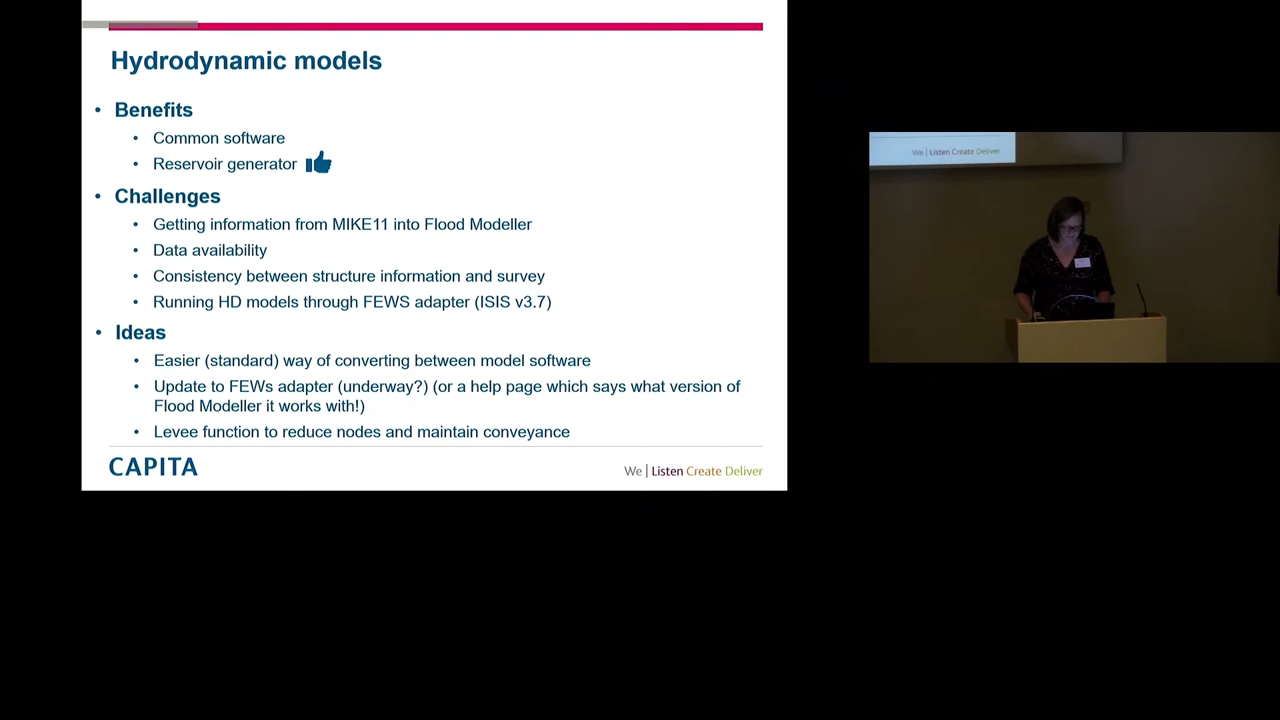 Hydrodynamic models
• Benefits
• Common software
• Reservoir generator
• Challenges
• Getting information from MIKE11 into Flood Modeller
• Data availability
• Consistency between structure information and survey
• Running HD models through FEWS adapter (ISIS v3.7)
• Ideas
• Easier (standard) way of converting between model software
• Update to FEWs adapter (underway?) (or a help page which says what version of
Flood Modeller it works with!)
• Levee function to reduce nodes and maintain conveyance
CAPITA
We | Listen Create Deliver
We | Listen Create Deliver